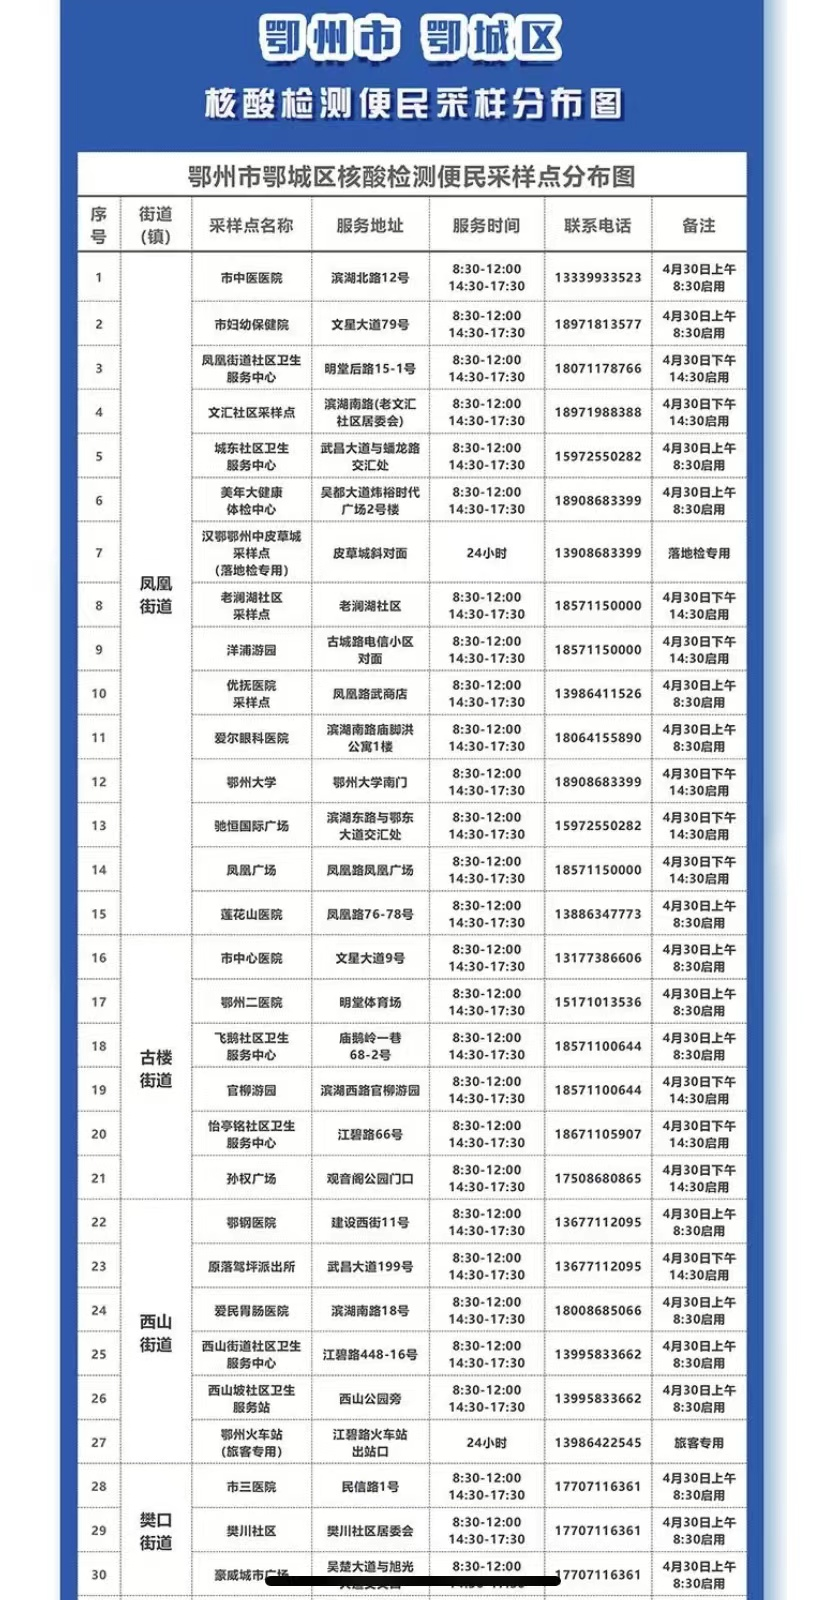 鄂州市 鄂城区
核酸检测便民采样分布图
鄂州市鄂城区核酸检测便民采样点分布图
序号 街道(镇) 采样点名称 服务地址 服务时间 联系电话 备注
凤凰街道
1 市中医医院 滨湖北路12号 8:30-12:00 14:30-17:30 13339933523 4月30日上午8:30启用
2 市妇幼保健院 文星大道79号 8:30-12:00 14:30-17:30 18971813577 4月30日上午8:30启用
3 凤凰街道社区卫生服务中心 明堂后路15-1号 8:30-12:00 14:30-17:30 18071178766 4月30日下午14:30启用
4 文汇社区采样点 滨湖南路(老文汇社区居委会) 8:30-12:00 14:30-17:30 18971988388 4月30日下午14:30启用
5 城东社区卫生服务中心 武昌大道与蟠龙路交汇处 8:30-12:00 14:30-17:30 15972550282 4月30日上午8:30启用
6 美年大健康体检中心 吴都大道炜裕时代广场2号楼 8:30-12:00 14:30-17:30 18908683399 4月30日上午8:30启用
7 汉鄂鄂州中皮草城采样点(落地检专用) 皮草城斜对面 24小时 13908683399 落地检专用
8 老涧湖社区采样点 老涧湖社区 8:30-12:00 14:30-17:30 18571150000 4月30日下午14:30启用
9 洋浦游园 古城路电信小区对面 8:30-12:00 14:30-17:30 18571150000 4月30日下午14:30启用
10 优抚医院采样点 凤凰路武商店 8:30-12:00 14:30-17:30 13986411526 4月30日上午8:30启用
11 爱尔眼科医院 滨湖南路庙脚洪公寓1楼 8:30-12:00 14:30-17:30 18064155890 4月30日上午8:30启用
12 鄂州大学 鄂州大学南门 8:30-12:00 14:30-17:30 18908683399 4月30日下午14:30启用
13 驰恒国际广场 滨湖东路与鄂东大道交汇处 8:30-12:00 14:30-17:30 15972550282 4月30日下午14:30启用
14 凤凰广场 凤凰路凤凰广场 8:30-12:00 14:30-17:30 18571150000 4月30日下午14:30启用
15 莲花山医院 凤凰路76-78号 8:30-12:00 14:30-17:30 13886347773 4月30日上午8:30启用
古楼街道
16 市中心医院 文星大道9号 8:30-12:00 14:30-17:30 13177386606 4月30日上午8:30启用
17 鄂州二医院 明堂体育场 8:30-12:00 14:30-17:30 15171013536 4月30日上午8:30启用
18 飞鹅社区卫生服务中心 庙鹅岭一巷68-2号 8:30-12:00 14:30-17:30 18571100644 4月30日上午8:30启用
19 官柳游园 滨湖西路官柳游园 8:30-12:00 14:30-17:30 18571100644 4月30日下午14:30启用
20 怡亭铭社区卫生服务中心 江碧路66号 8:30-12:00 14:30-17:30 18671105907 4月30日下午14:30启用
21 孙权广场 观音阁公园门口 8:30-12:00 14:30-17:30 17508680865 4月30日下午14:30启用
西山街道
22 鄂钢医院 建设西街11号 8:30-12:00 14:30-17:30 13677112095 4月30日上午8:30启用
23 原落驾坪派出所 武昌大道199号 8:30-12:00 14:30-17:30 13677112095 4月30日下午14:30启用
24 爱民胃肠医院 滨湖南路18号 8:30-12:00 14:30-17:30 18008685066 4月30日上午8:30启用
25 西山街道社区卫生服务中心 江碧路448-16号 8:30-12:00 14:30-17:30 13995833662 4月30日上午8:30启用
26 西山坡社区卫生服务站 西山公园旁 8:30-12:00 14:30-17:30 13995833662 4月30日上午8:30启用
27 鄂州火车站(旅客专用) 江碧路火车站出站口 24小时 13986422545 旅客专用
樊口街道
28 市三医院 民信路1号 8:30-12:00 14:30-17:30 17707116361 4月30日上午8:30启用
29 樊川社区 樊川社区居委会 8:30-12:00 14:30-17:30 17707116361 4月30日上午8:30启用
30 豪威城市广场 吴楚大道与旭光 8:30-12:00 17707116361 4月30日上午8:30启用